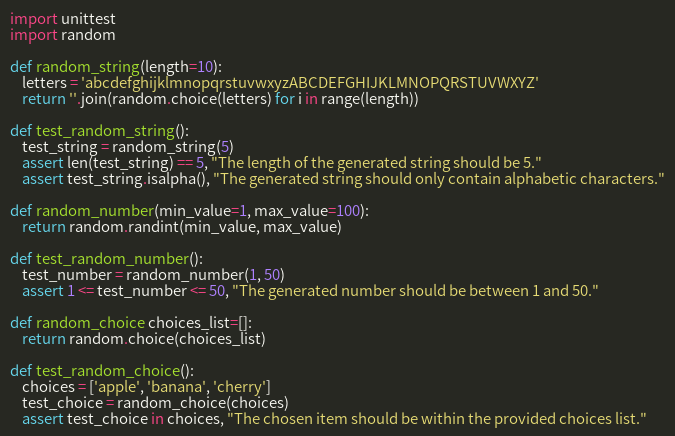 import unittest
import random
def random_string(length=10):
letters = 'abcdefghijklmnopqrstuvwxyzABCDEFGHIJKLMNOPQRSTUVWXYZ'
return ''.join(random.choice(letters) for i in range(length))
def test_random_string():
test_string = random_string(5)
assert len(test_string) == 5, "The length of the generated string should be 5."
assert test_string.isalpha(), "The generated string should only contain alphabetic characters."
def random_number(min_value=1, max_value=100):
return random.randint(min_value, max_value)
def test_random_number():
test_number = random_number(1, 50)
assert 1 <= test_number <= 50, "The generated number should be between 1 and 50."
def random_choice choices_list=[]:
return random.choice(choices_list)
def test_random_choice():
choices = ['apple', 'banana', 'cherry']
test_choice = random_choice(choices)
assert test_choice in choices, "The chosen item should be within the provided choices list."